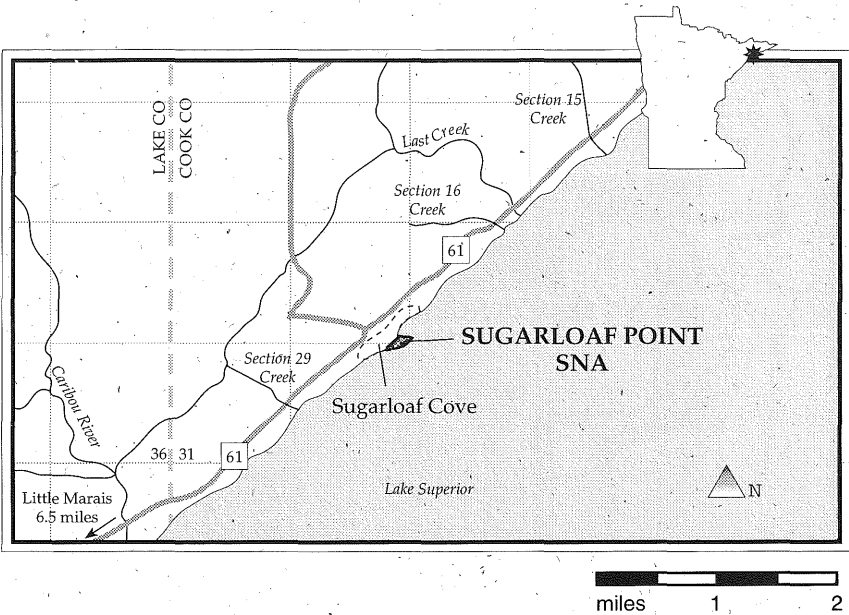 LAKE CO
COOK CO
Section 15
Creek
Last Creek
Section 16
Creek
61
SUGARLOAF POINT
SNA
Section 29
Creek
Sugarloaf Cove
Caribou River
36 31
61
Little Marais
6.5 miles
Lake Superior
N
miles 1 2